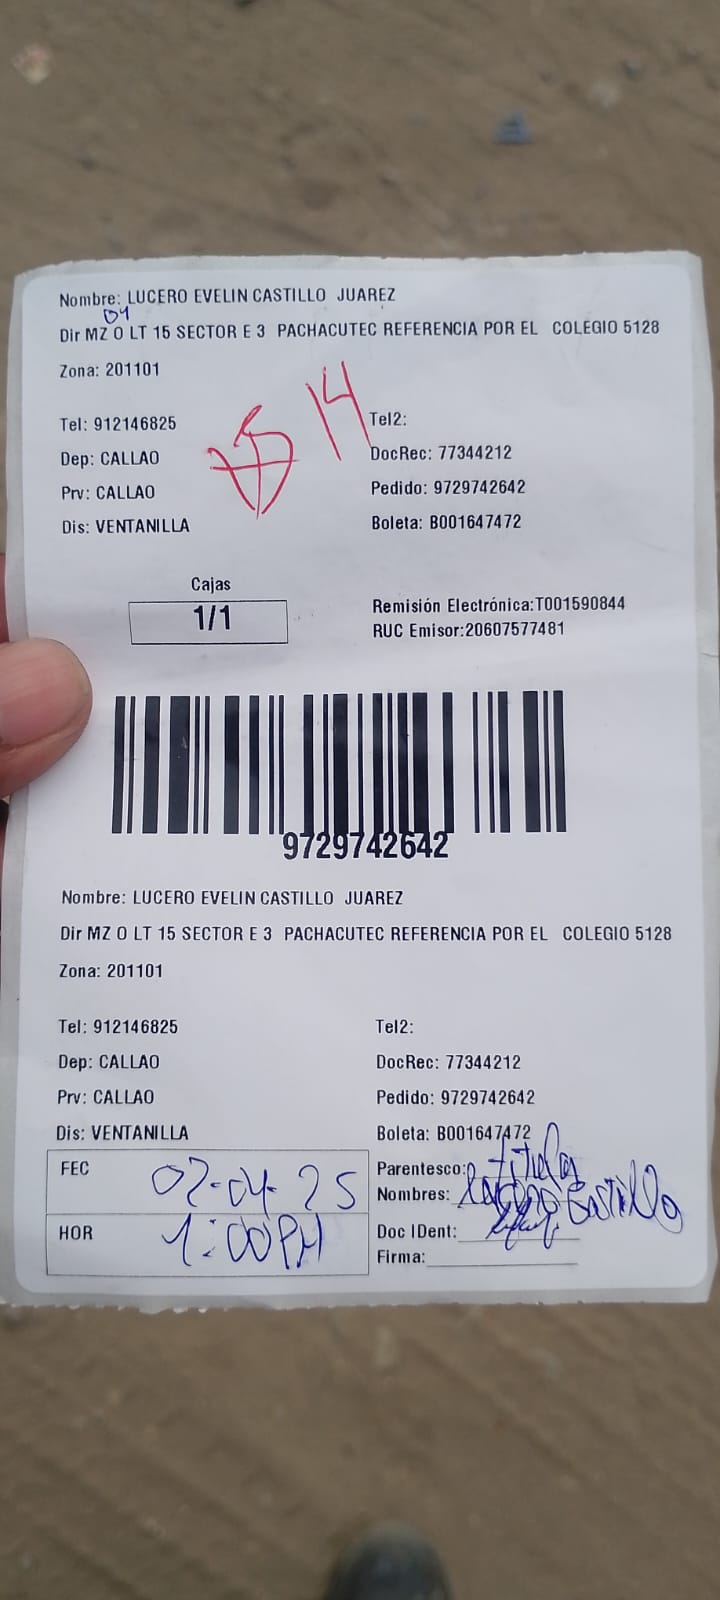 Nombre: LUCERO EVELIN CASTILLO JUAREZ
04
Dir MZ O LT 15 SECTOR E 3 PACHACUTEC REFERENCIA POR EL COLEGIO 5128
Zona: 201101
14
Tel: 912146825
Tel2:
Dep: CALLAO
DocRec: 77344212
Prv: CALLAO
Pedido: 9729742642
Dis: VENTANILLA
Boleta: B001647472
Cajas
1/1
Remisión Electrónica:T001590844
RUC Emisor:20607577481
9729742642
Nombre: LUCERO EVELIN CASTILLO JUAREZ
Dir MZ O LT 15 SECTOR E 3 PACHACUTEC REFERENCIA POR EL COLEGIO 5128
Zona: 201101
Tel: 912146825
Tel2:
Dep: CALLAO
DocRec: 77344212
Prv: CALLAO
Pedido: 9729742642
Dis: VENTANILLA
Boleta: B001647472
FEC 02-04-25
Parentesco: titular
Nombres: Castillo
HOR 1:00PM
Doc IDent:
Firma: